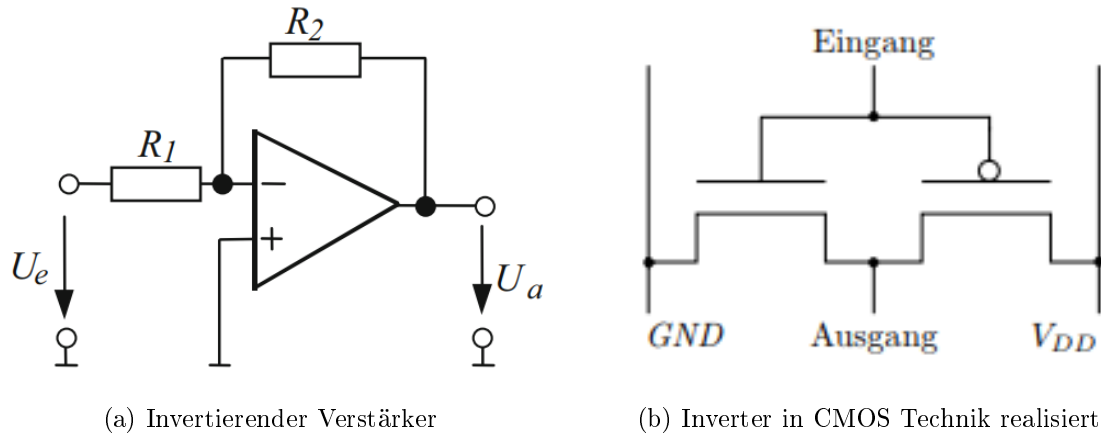 R2
R1
−
+
Ue
Ua
(a) Invertierender Verstärker
Eingang
GND
Ausgang
VDD
(b) Inverter in CMOS Technik realisiert